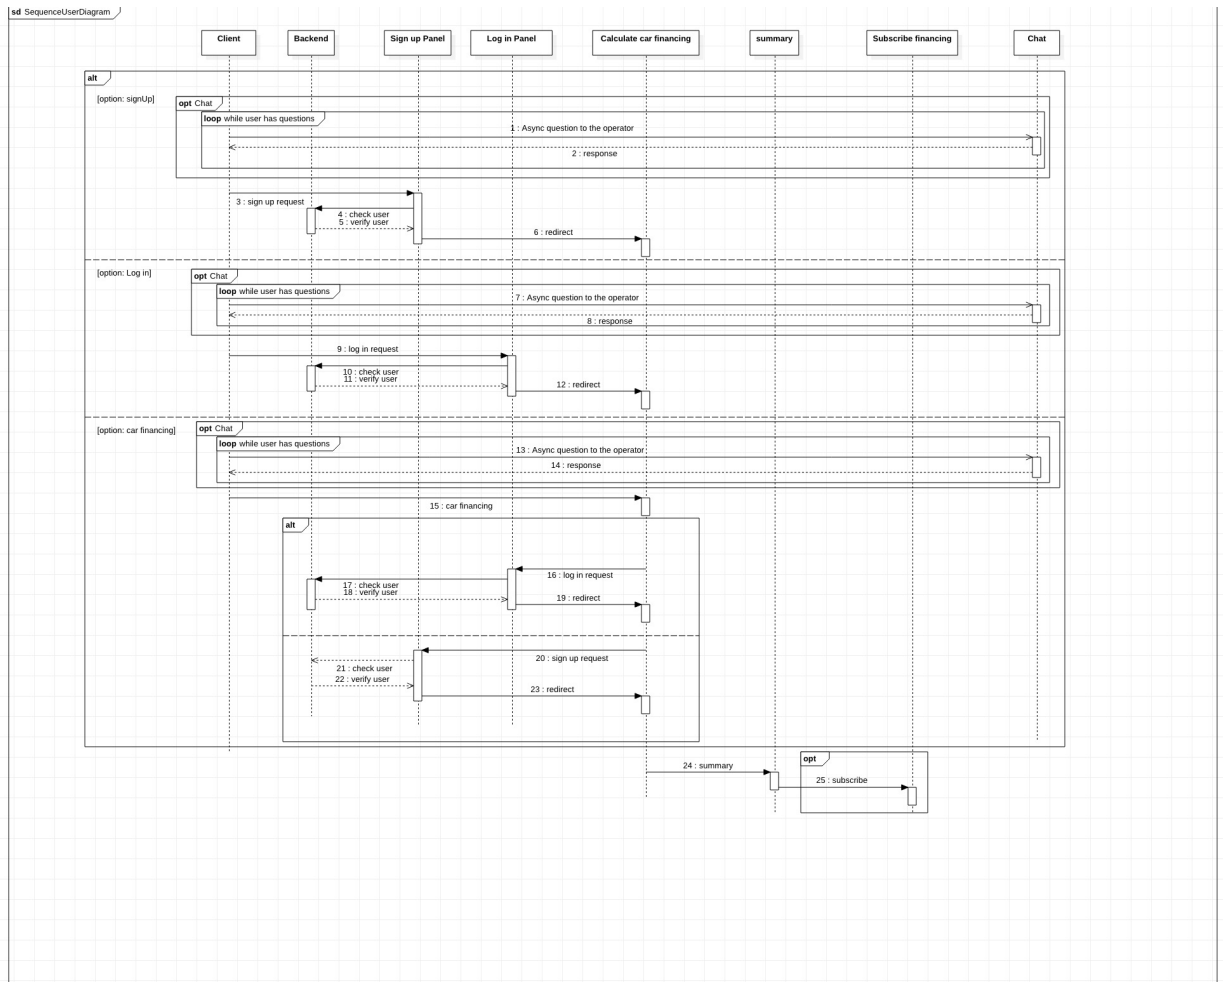 sd SequenceUserDiagram
Client
Backend
Sign up Panel
Log in Panel
Calculate car financing
summary
Subscribe financing
Chat
alt
[option: signUp]
opt Chat
loop while user has questions
1 : Async question to the operator
2 : response
3 : sign up request
4 : check user
5 : verify user
6 : redirect
[option: Log in]
opt Chat
loop while user has questions
7 : Async question to the operator
8 : response
9 : log in request
10 : check user
11 : verify user
12 : redirect
[option: car financing]
opt Chat
loop while user has questions
13 : Async question to the operator
14 : response
15 : car financing
alt
16 : log in request
17 : check user
18 : verify user
19 : redirect
20 : sign up request
21 : check user
22 : verify user
23 : redirect
24 : summary
opt
25 : subscribe